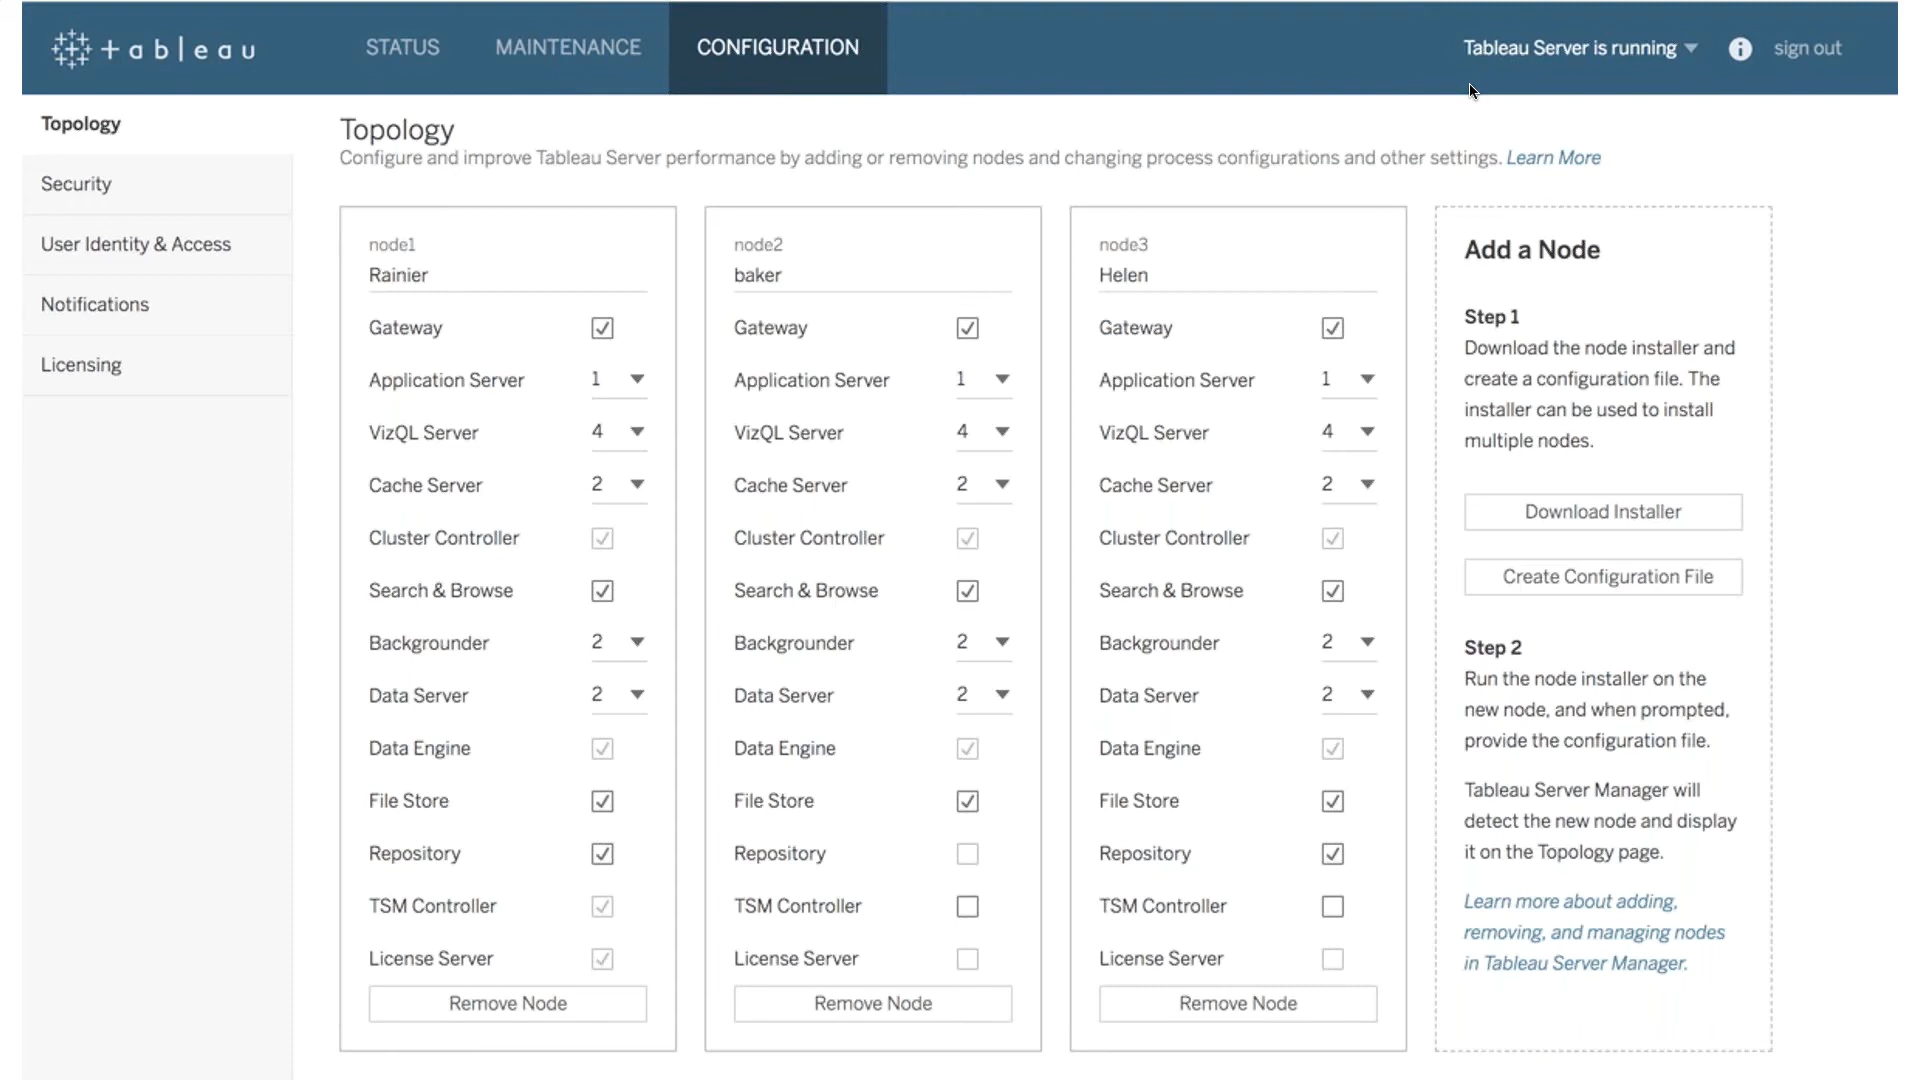 +ableau
STATUS
MAINTENANCE
CONFIGURATION
Tableau Server is running
sign out
Topology
Security
User Identity & Access
Notifications
Licensing
Topology
Configure and improve Tableau Server performance by adding or removing nodes and changing process configurations and other settings. Learn More
node1
Rainier
Gateway
Application Server 1
VizQL Server 4
Cache Server 2
Cluster Controller
Search & Browse
Backgrounder 2
Data Server 2
Data Engine
File Store
Repository
TSM Controller
License Server
Remove Node
node2
baker
Gateway
Application Server 1
VizQL Server 4
Cache Server 2
Cluster Controller
Search & Browse
Backgrounder 2
Data Server 2
Data Engine
File Store
Repository
TSM Controller
License Server
Remove Node
node3
Helen
Gateway
Application Server 1
VizQL Server 4
Cache Server 2
Cluster Controller
Search & Browse
Backgrounder 2
Data Server 2
Data Engine
File Store
Repository
TSM Controller
License Server
Remove Node
Add a Node
Step 1
Download the node installer and
create a configuration file. The
installer can be used to install
multiple nodes.
Download Installer
Create Configuration File
Step 2
Run the node installer on the
new node, and when prompted,
provide the configuration file.
Tableau Server Manager will
detect the new node and display
it on the Topology page.
Learn more about adding,
removing, and managing nodes
in Tableau Server Manager.